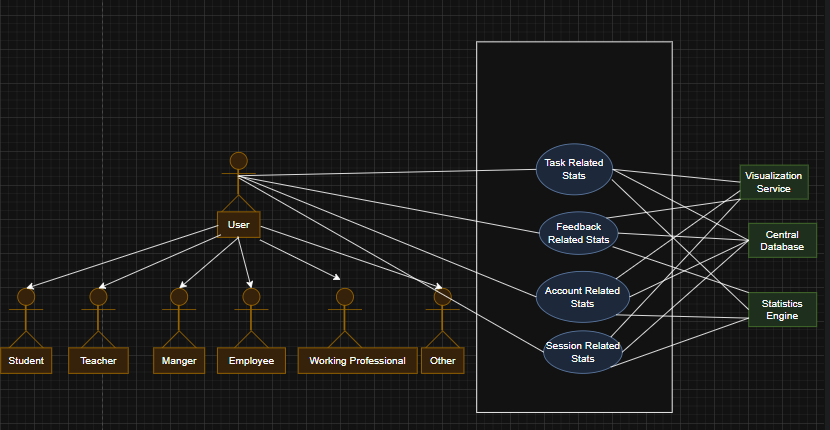 Task Related
Stats
Visualization
Service
User
Feedback
Related Stats
Central
Database
Account Related
Stats
Statistics
Engine
Session Related
Stats
Student
Teacher
Manger
Employee
Working Professional
Other